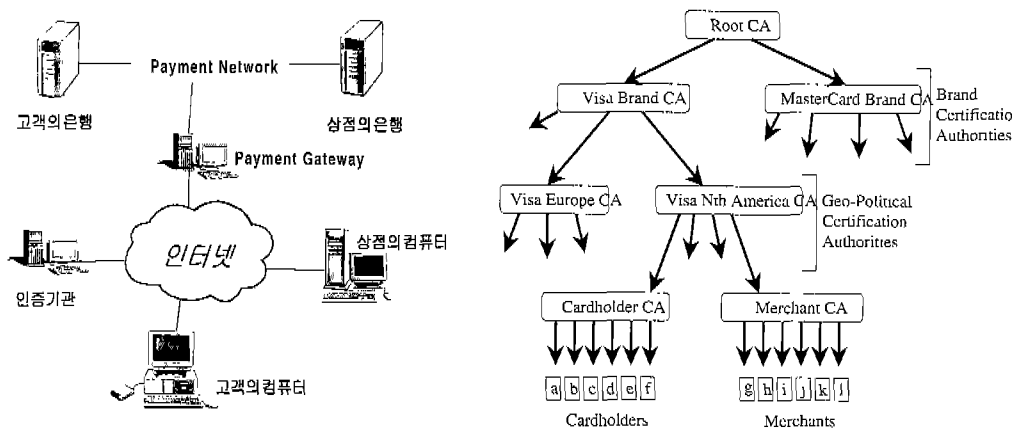 Payment Network
고객의은행
상점의은행
Payment Gateway
인터넷
상점의컴퓨터
인증기관
고객의컴퓨터
Root CA
Visa Brand CA
MasterCard Brand CA
Brand
Certificatio
Authorities
Visa Europe CA
Visa Nth America CA
Geo-Political
Certification
Authorities
Cardholder CA
Merchant CA
a b c d e f
g h i j k l
Cardholders
Merchants